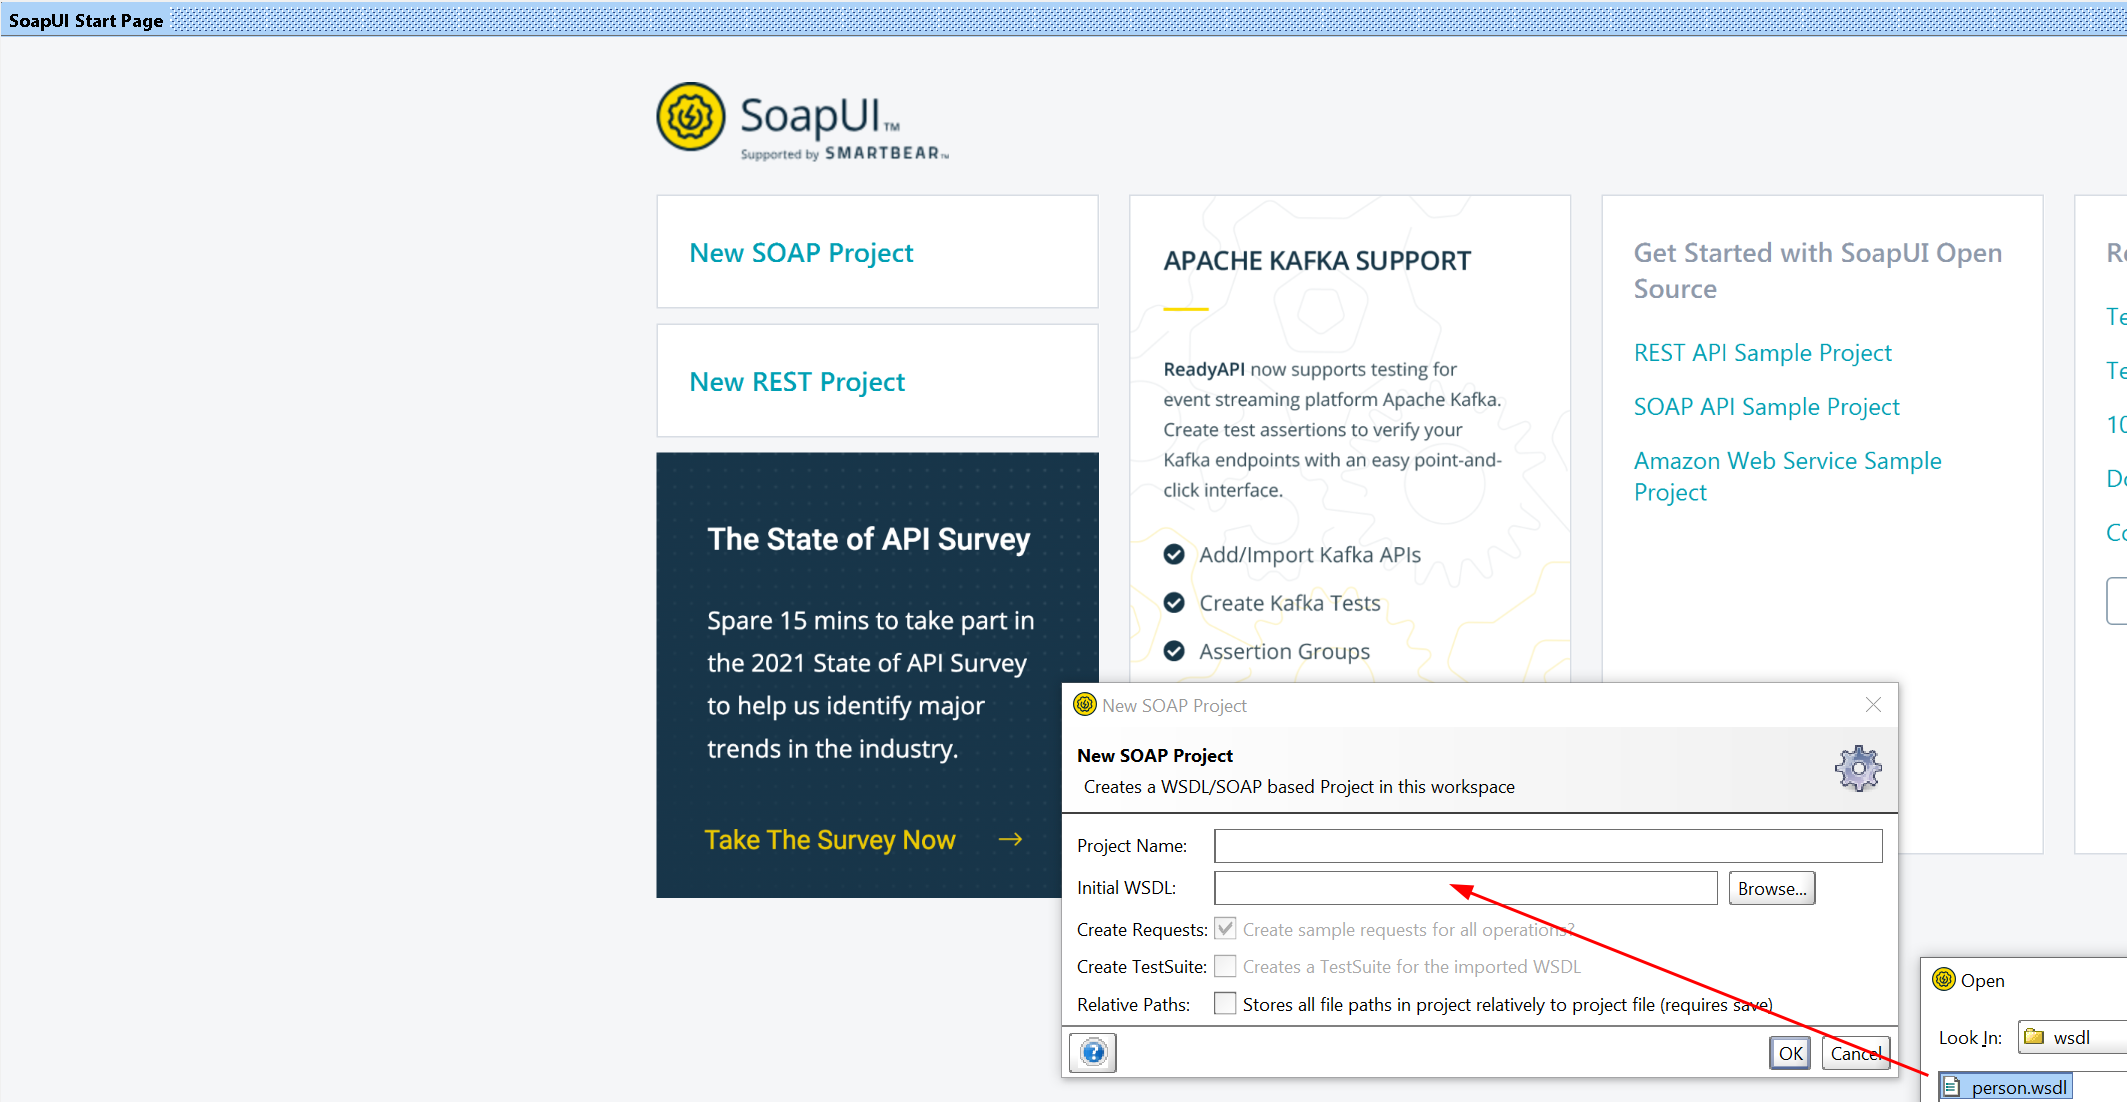 SoapUI Start Page
SoapUI™
Supported by SMARTBEAR™
New SOAP Project
New REST Project
The State of API Survey
Spare 15 mins to take part in
the 2021 State of API Survey
to help us identify major
trends in the industry.
Take The Survey Now →
APACHE KAFKA SUPPORT
ReadyAPI now supports testing for
event streaming platform Apache Kafka.
Create test assertions to verify your
Kafka endpoints with an easy point-and-
click interface.
Add/Import Kafka APIs
Create Kafka Tests
Assertion Groups
Get Started with SoapUI Open
Source
REST API Sample Project
SOAP API Sample Project
Amazon Web Service Sample
Project
New SOAP Project
New SOAP Project
Creates a WSDL/SOAP based Project in this workspace
Project Name:
Initial WSDL:
Browse...
Create Requests: Create sample requests for all operations?
Create TestSuite: Creates a TestSuite for the imported WSDL
Relative Paths: Stores all file paths in project relatively to project file (requires save)
OK
Cancel
Open
Look In: wsdl
person.wsdl